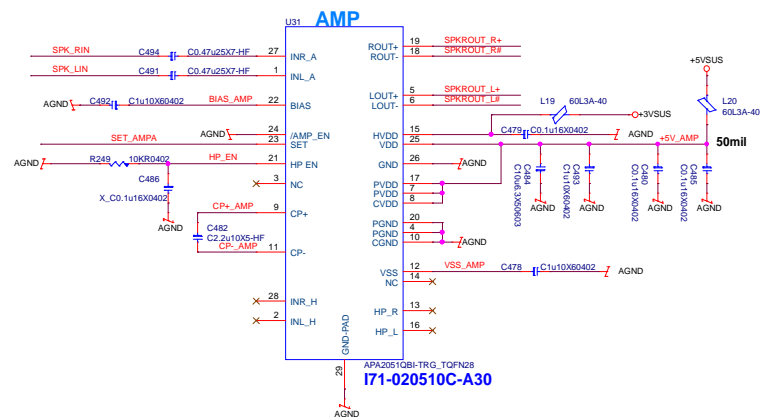 AMP
U31
SPK_RIN
C494
C0.47u25X7-HF
27
INR_A
SPK_LIN
C491
C0.47u25X7-HF
1
INL_A
AGND
C492
C1u10X60402
BIAS_AMP
22
BIAS
AGND
24
/AMP_EN
SET_AMPA
23
SET
AGND
R249
10KR0402
HP_EN
21
HP EN
C486
X_C0.1u16X0402
AGND
3
NC
CP+_AMP
9
CP+
C482
C2.2u10X5-HF
CP-_AMP
11
CP-
28
INR_H
2
INL_H
GND-PAD
29
AGND
ROUT+
19
SPKROUT_R+
ROUT-
18
SPKROUT_R#
LOUT+
5
SPKROUT_L+
LOUT-
6
SPKROUT_L#
HVDD
15
C479
C0.1u16X0402
AGND
L19
60L3A-40
+3VSUS
+5VSUS
L20
60L3A-40
VDD
25
+5V_AMP
50mil
GND
26
AGND
PVDD
17
PVDD
7
CVDD
8
C484
C10u6.3X50603
AGND
C493
C1u10X60402
AGND
C480
C0.1u16X0402
AGND
C485
C0.1u16X0402
AGND
PGND
20
PGND
4
CGND
10
AGND
VSS
12
VSS_AMP
C478
C1u10X60402
AGND
NC
14
HP_R
13
HP_L
16
APA2051QBI-TRG_TQFN28
I71-020510C-A30